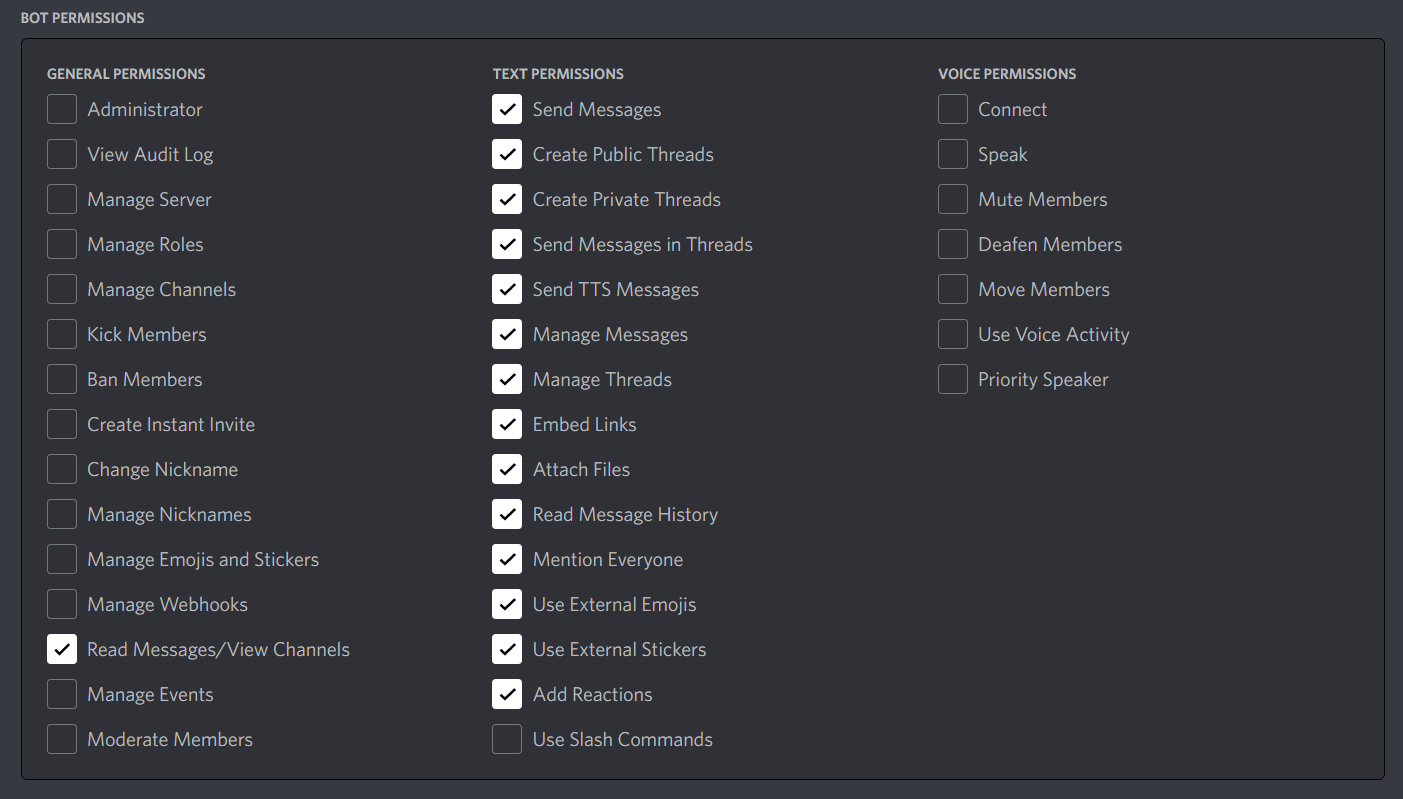 BOT PERMISSIONS
GENERAL PERMISSIONS
Administrator
View Audit Log
Manage Server
Manage Roles
Manage Channels
Kick Members
Ban Members
Create Instant Invite
Change Nickname
Manage Nicknames
Manage Emojis and Stickers
Manage Webhooks
Read Messages/View Channels
Manage Events
Moderate Members
TEXT PERMISSIONS
Send Messages
Create Public Threads
Create Private Threads
Send Messages in Threads
Send TTS Messages
Manage Messages
Manage Threads
Embed Links
Attach Files
Read Message History
Mention Everyone
Use External Emojis
Use External Stickers
Add Reactions
Use Slash Commands
VOICE PERMISSIONS
Connect
Speak
Mute Members
Deafen Members
Move Members
Use Voice Activity
Priority Speaker